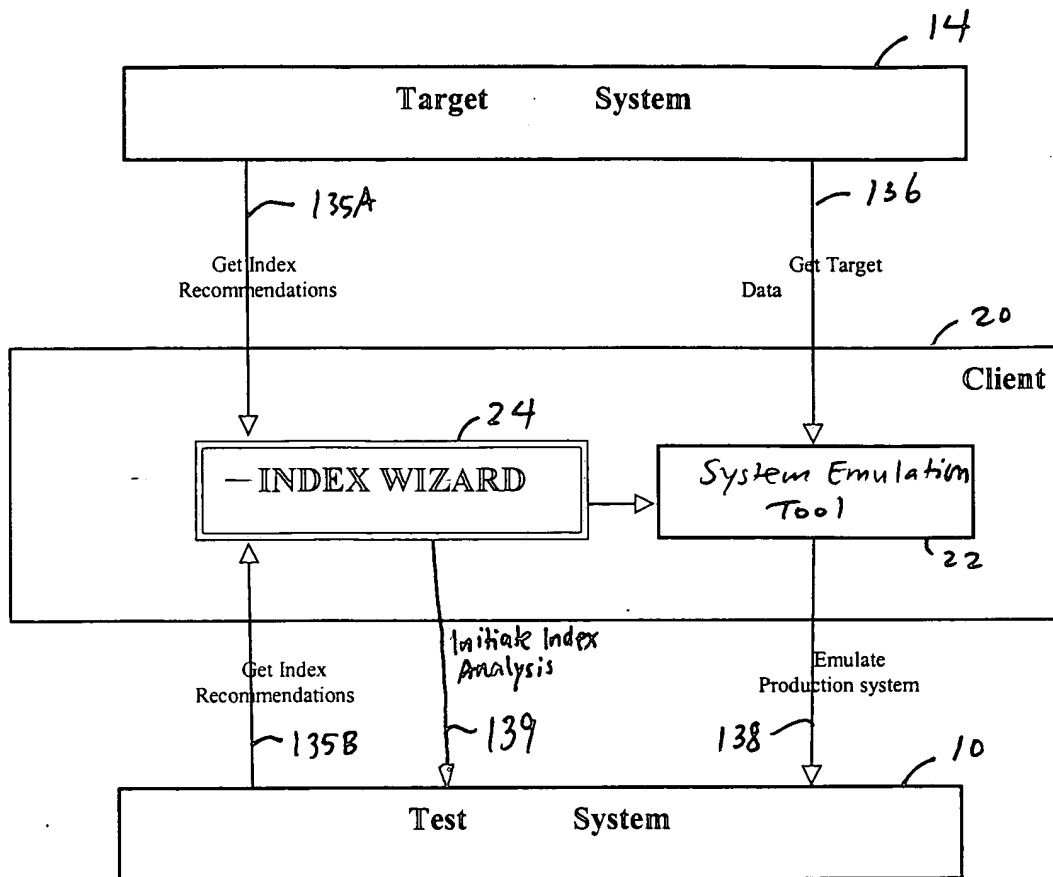 14
Target System
135A
136
Get Index
Recommendations
Get Target
Data
20
Client
24
– INDEX WIZARD
System Emulation
Tool
22
Initiate Index
Analysis
Get Index
Recommendations
Emulate
Production system
135B
139
138
10
Test System